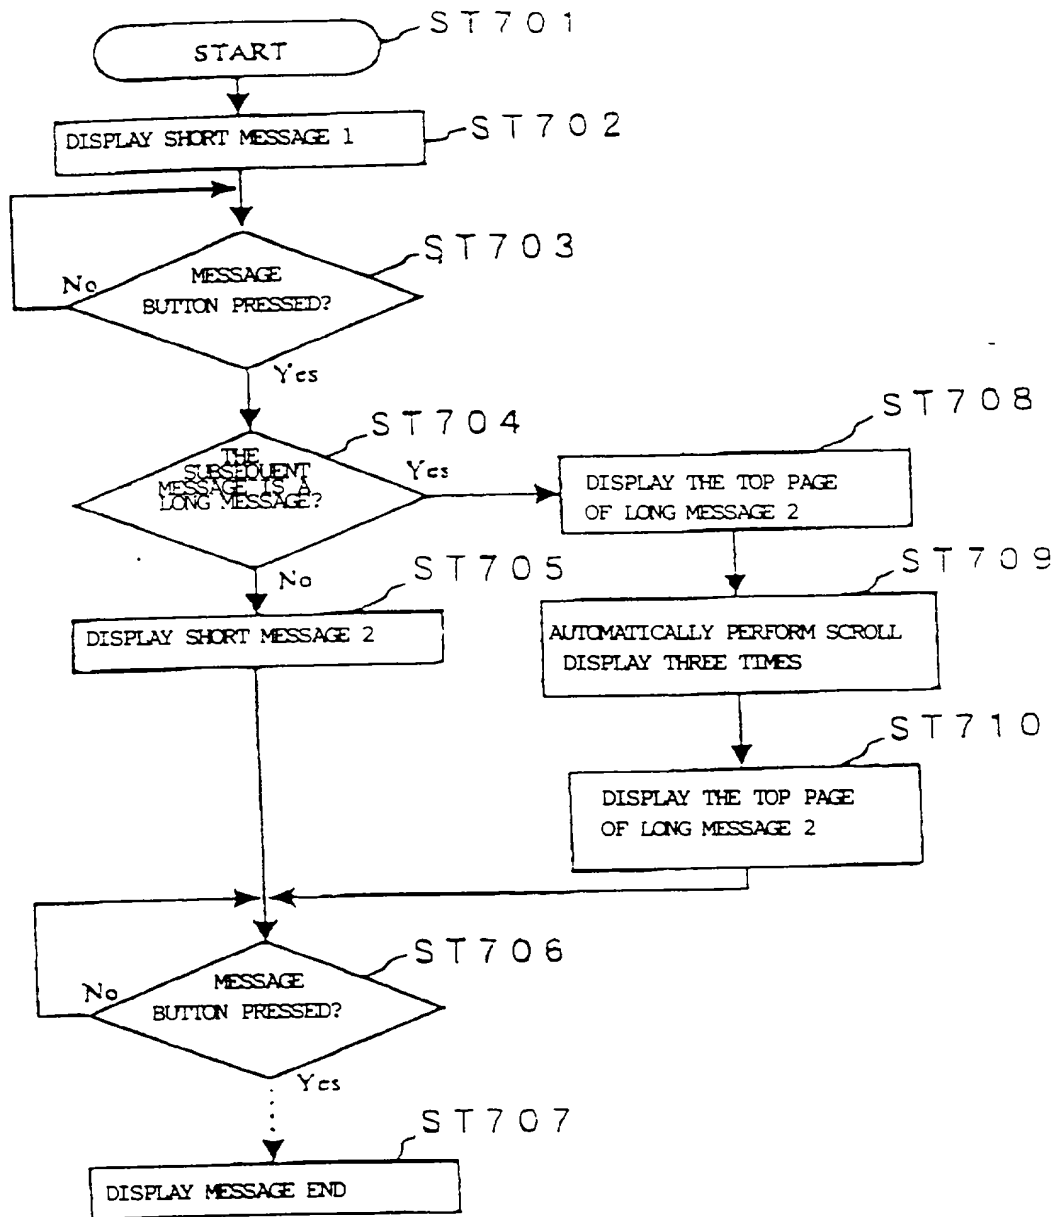 START
ST701
DISPLAY SHORT MESSAGE 1
ST702
ST703
MESSAGE
BUTTON PRESSED?
No
Yes
ST704
THE
SUBSEQUENT
MESSAGE IS A
LONG MESSAGE?
Yes
No
ST708
DISPLAY THE TOP PAGE
OF LONG MESSAGE 2
ST705
DISPLAY SHORT MESSAGE 2
ST709
AUTOMATICALLY PERFORM SCROLL
DISPLAY THREE TIMES
ST710
DISPLAY THE TOP PAGE
OF LONG MESSAGE 2
ST706
MESSAGE
BUTTON PRESSED?
No
Yes
ST707
DISPLAY MESSAGE END